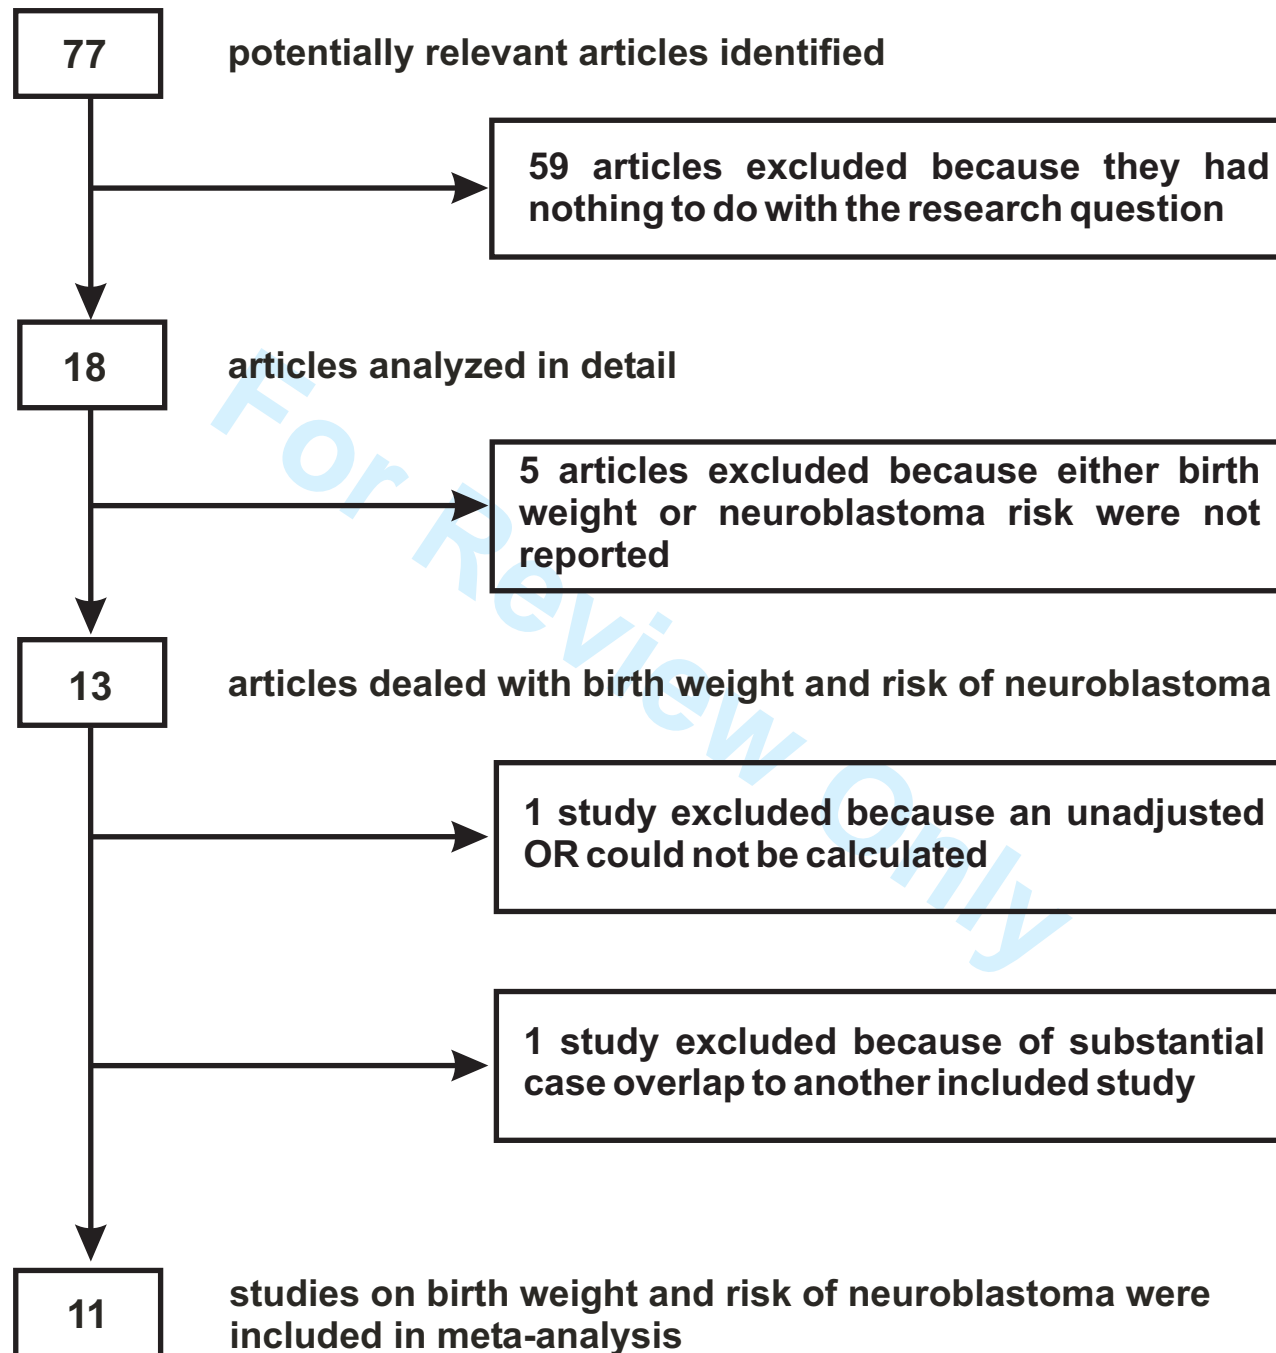 77
potentially relevant articles identified
59 articles excluded because they had
nothing to do with the research question
18
articles analyzed in detail
5 articles excluded because either birth
weight or neuroblastoma risk were not
reported
13
articles dealed with birth weight and risk of neuroblastoma
1 study excluded because an unadjusted
OR could not be calculated
1 study excluded because of substantial
case overlap to another included study
11
studies on birth weight and risk of neuroblastoma were
included in meta-analysis
For Review Only